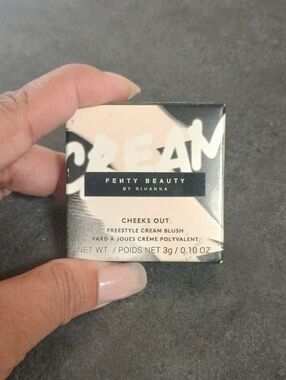 CREAM
FENTY BEAUTY
BY RIHANNA
CHEEKS OUT
FREESTYLE CREAM BLUSH
FARD À JOUES CRÈME POLYVALENT
NET WT. / POIDS NET 3g / 0.10 OZ